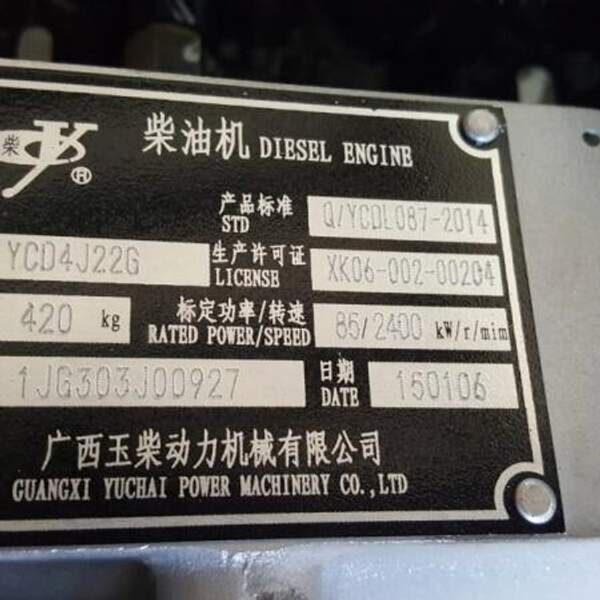 柴 ®
柴油机 DIESEL ENGINE
产品标准 Q/YCDL087-2014
STD
YCD4J22G 生产许可证 XK06-002-00204
LICENSE
420 kg 标定功率/转速 85/2400 kW/r/mim
RATED POWER/SPEED
1JG303J00927 日期 150106
DATE
广西玉柴动力机械有限公司
GUANGXI YUCHAI POWER MACHINERY CO.,LTD